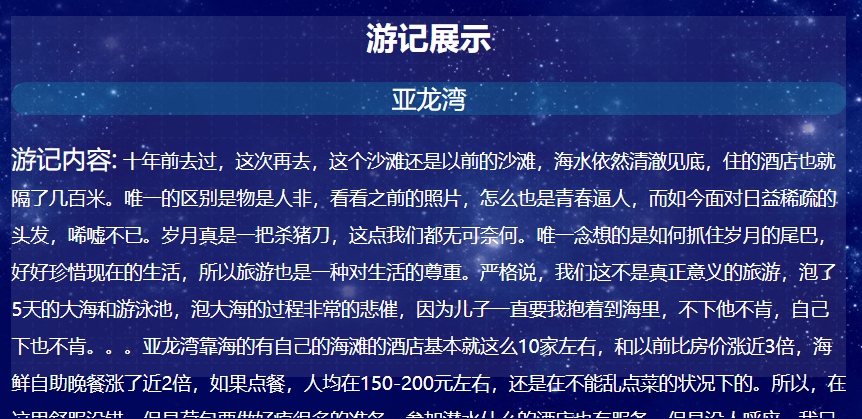 游记展示
亚龙湾
游记内容: 十年前去过，这次再去，这个沙滩还是以前的沙滩，海水依然清澈见底，住的酒店也就
隔了几百米。唯一的区别是物是人非，看看之前的照片，怎么也是青春逼人，而如今面对日益稀疏的
头发，唏嘘不已。岁月真是一把杀猪刀，这点我们都无可奈何。唯一念想的是如何抓住岁月的尾巴，
好好珍惜现在的生活，所以旅游也是一种对生活的尊重。严格说，我们这不是真正意义的旅游，泡了
5天的大海和游泳池，泡大海的过程非常的悲催，因为儿子一直要我抱着到海里，不下他不肯，自己
下也不肯。。。亚龙湾靠海的有自己的海滩的酒店基本就这么10家左右，和以前比房价涨近3倍，海
鲜自助晚餐涨了近2倍，如果点餐，人均在150-200元左右，还是在不能乱点菜的状况下的。所以，在